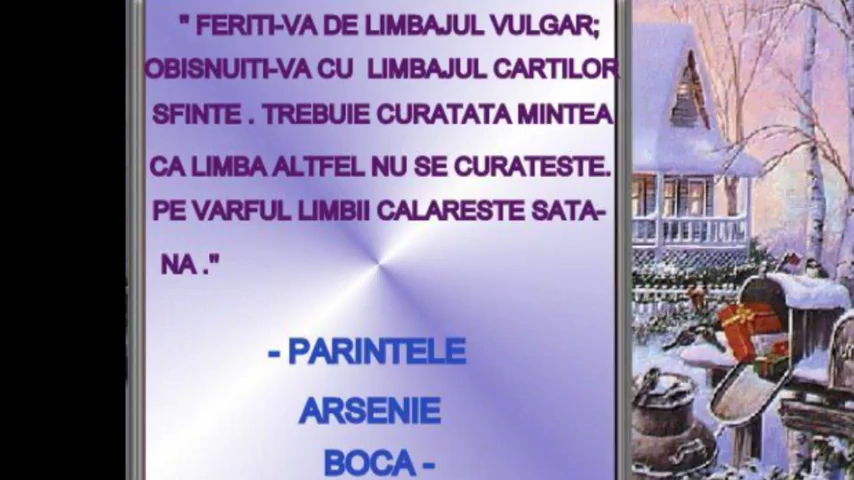 " FERITI-VA DE LIMBAJUL VULGAR;
OBISNUITI-VA CU LIMBAJUL CARTILOR
SFINTE . TREBUIE CURATATA MINTEA
CA LIMBA ALTFEL NU SE CURATESTE.
PE VARFUL LIMBII CALARESTE SATA-
NA ."
- PARINTELE
ARSENIE
BOCA -